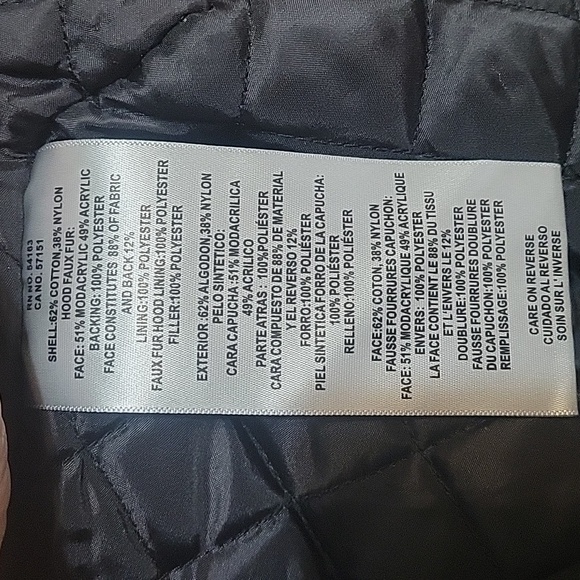 RN NO. 54163
CA NO. 57151
SHELL:62% COTTON,38% NYLON
HOOD FAUX FUR:
FACE: 51% MODACRYLIC 49% ACRYLIC
BACKING: 100% POLYESTER
FACE CONSTITUTES 88% OF FABRIC
AND BACK 12%
LINING:100% POLYESTER
FAUX FUR HOOD LINING:100% POLYESTER
FILLER:100% POLYESTER
EXTERIOR :62% ALGODON,38% NYLON
PELO SINTETICO:
CARA CAPUCHA :51% MODACRILICA
49% ACRILICO
PARTE ATRAS : 100%POLIÉSTER
CARA COMPUESTO DE 88% DE MATERIAL
Y EL REVERSO 12%
FORRO:100% POLIÉSTER
PIEL SINTETICA FORRO DE LA CAPUCHA:
100% POLIÉSTER
RELLENO:100% POLIÉSTER
FACE:62% COTTON, 38% NYLON
FAUSSE FOURRURES CAPUCHON:
FACE: 51% MODACRYLIQUE 49% ACRYLIQUE
ENVERS: 100% POLYESTER
LA FACE CONTIENT LE 88% DU TISSU
ET L'ENVERS LE 12%
DOUBLURE:100% POLYESTER
FAUSSE FOURRURES DOUBLURE
DU CAPUCHON:100% POLYESTER
REMPLISSAGE:100% POLYESTER
CARE ON REVERSE
CUIDADO AL REVERSO
SOIN SUR L' INVERSE